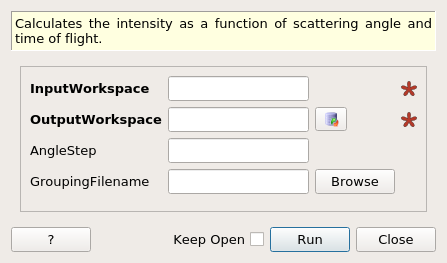 Calculates the intensity as a function of scattering angle and
time of flight.
InputWorkspace
OutputWorkspace
AngleStep
GroupingFilename
Browse
?
Keep Open
Run
Close